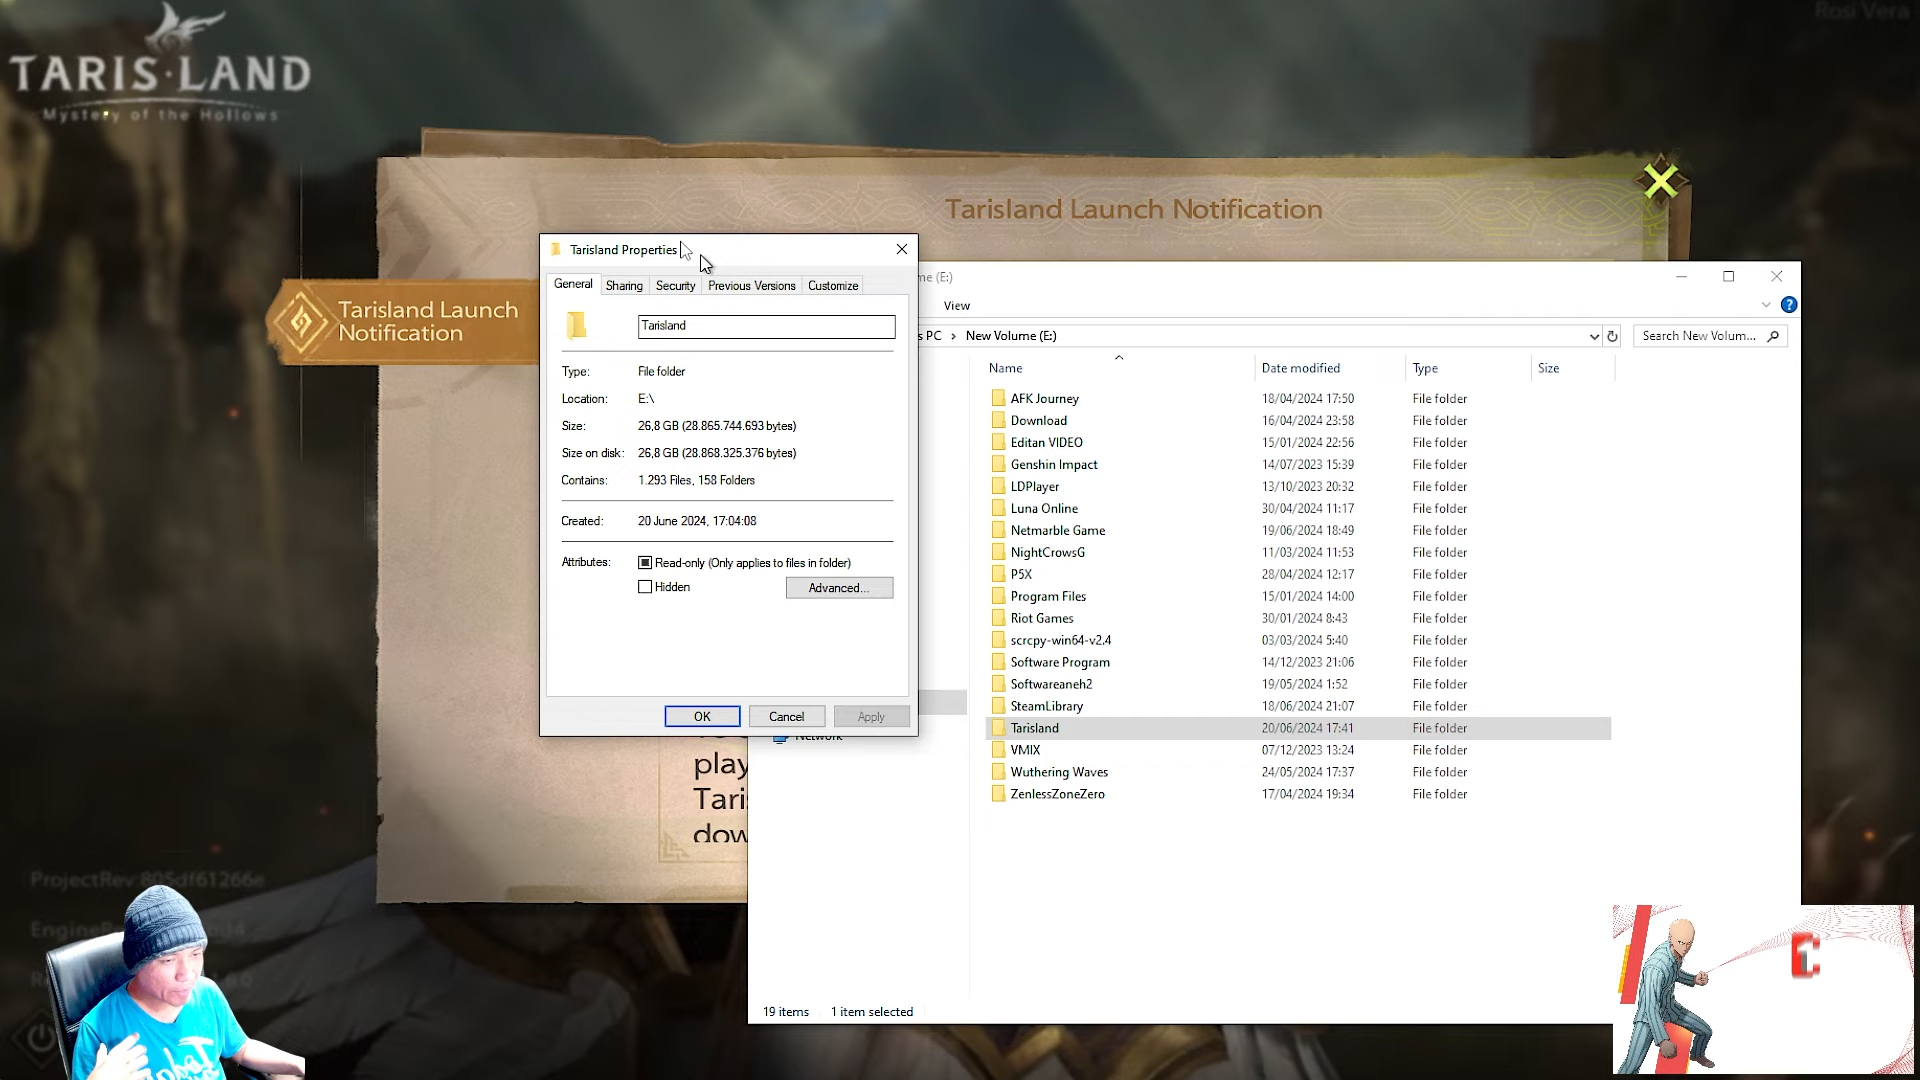 Rosi Vera
TARIS·LAND
Mystery of the Hollows
Tarisland Launch Notification
Tarisland Launch
Notification
Tarisland Properties
General
Sharing
Security
Previous Versions
Customize
Tarisland
Type: File folder
Location: E:\
Size: 26,8 GB (28.865.744.693 bytes)
Size on disk: 26,8 GB (28.868.325.376 bytes)
Contains: 1.293 Files, 158 Folders
Created: 20 June 2024, 17:04:08
Attributes: Read-only (Only applies to files in folder)
Hidden
Advanced...
OK
Cancel
Apply
me (E:)
View
s PC > New Volume (E:)
Search New Volum...
Name Date modified Type Size
AFK Journey 18/04/2024 17:50 File folder
Download 16/04/2024 23:58 File folder
Editan VIDEO 15/01/2024 22:56 File folder
Genshin Impact 14/07/2023 15:39 File folder
LDPlayer 13/10/2023 20:32 File folder
Luna Online 30/04/2024 11:17 File folder
Netmarble Game 19/06/2024 18:49 File folder
NightCrowsG 11/03/2024 11:53 File folder
P5X 28/04/2024 12:17 File folder
Program Files 15/01/2024 14:00 File folder
Riot Games 30/01/2024 8:43 File folder
scrcpy-win64-v2.4 03/03/2024 5:40 File folder
Software Program 14/12/2023 21:06 File folder
Softwareaneh2 19/05/2024 1:52 File folder
SteamLibrary 18/06/2024 21:07 File folder
Tarisland 20/06/2024 17:41 File folder
VMIX 07/12/2023 13:24 File folder
Wuthering Waves 24/05/2024 17:37 File folder
ZenlessZoneZero 17/04/2024 19:34 File folder
Network
play
Taris
dow
ProjectRev:805df61266e
19 items 1 item selected